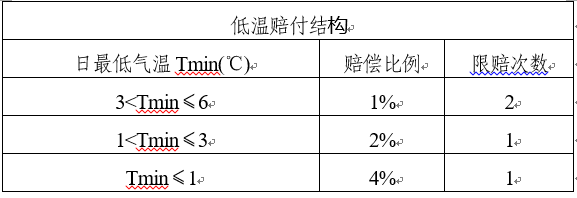 低温赔付结构
日最低气温 Tmin(℃) 赔偿比例 限赔次数
3<Tmin≤6 1% 2
1<Tmin≤3 2% 1
Tmin≤1 4% 1